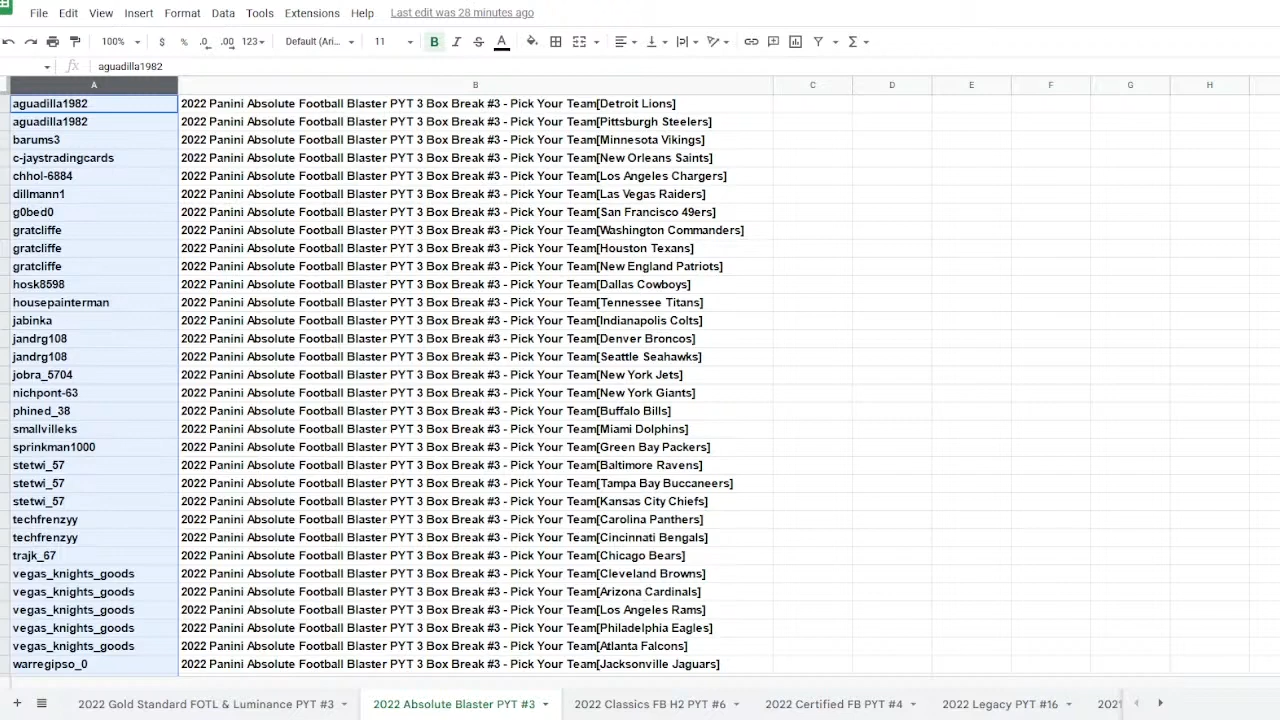 File Edit View Insert Format Data Tools Extensions Help Last edit was 28 minutes ago
100% $ % .0 .00 123 Default (Ari... 11 B I S A Σ
fx aguadilla1982
A B C D E F G H
aguadilla1982 2022 Panini Absolute Football Blaster PYT 3 Box Break #3 - Pick Your Team[Detroit Lions]
aguadilla1982 2022 Panini Absolute Football Blaster PYT 3 Box Break #3 - Pick Your Team[Pittsburgh Steelers]
barums3 2022 Panini Absolute Football Blaster PYT 3 Box Break #3 - Pick Your Team[Minnesota Vikings]
c-jaystradingcards 2022 Panini Absolute Football Blaster PYT 3 Box Break #3 - Pick Your Team[New Orleans Saints]
chhol-6884 2022 Panini Absolute Football Blaster PYT 3 Box Break #3 - Pick Your Team[Los Angeles Chargers]
dillmann1 2022 Panini Absolute Football Blaster PYT 3 Box Break #3 - Pick Your Team[Las Vegas Raiders]
g0bed0 2022 Panini Absolute Football Blaster PYT 3 Box Break #3 - Pick Your Team[San Francisco 49ers]
gratcliffe 2022 Panini Absolute Football Blaster PYT 3 Box Break #3 - Pick Your Team[Washington Commanders]
gratcliffe 2022 Panini Absolute Football Blaster PYT 3 Box Break #3 - Pick Your Team[Houston Texans]
gratcliffe 2022 Panini Absolute Football Blaster PYT 3 Box Break #3 - Pick Your Team[New England Patriots]
hosk8598 2022 Panini Absolute Football Blaster PYT 3 Box Break #3 - Pick Your Team[Dallas Cowboys]
housepainterman 2022 Panini Absolute Football Blaster PYT 3 Box Break #3 - Pick Your Team[Tennessee Titans]
jabinka 2022 Panini Absolute Football Blaster PYT 3 Box Break #3 - Pick Your Team[Indianapolis Colts]
jandrg108 2022 Panini Absolute Football Blaster PYT 3 Box Break #3 - Pick Your Team[Denver Broncos]
jandrg108 2022 Panini Absolute Football Blaster PYT 3 Box Break #3 - Pick Your Team[Seattle Seahawks]
jobra_5704 2022 Panini Absolute Football Blaster PYT 3 Box Break #3 - Pick Your Team[New York Jets]
nichpont-63 2022 Panini Absolute Football Blaster PYT 3 Box Break #3 - Pick Your Team[New York Giants]
phined_38 2022 Panini Absolute Football Blaster PYT 3 Box Break #3 - Pick Your Team[Buffalo Bills]
smallvilleks 2022 Panini Absolute Football Blaster PYT 3 Box Break #3 - Pick Your Team[Miami Dolphins]
sprinkman1000 2022 Panini Absolute Football Blaster PYT 3 Box Break #3 - Pick Your Team[Green Bay Packers]
stetwi_57 2022 Panini Absolute Football Blaster PYT 3 Box Break #3 - Pick Your Team[Baltimore Ravens]
stetwi_57 2022 Panini Absolute Football Blaster PYT 3 Box Break #3 - Pick Your Team[Tampa Bay Buccaneers]
stetwi_57 2022 Panini Absolute Football Blaster PYT 3 Box Break #3 - Pick Your Team[Kansas City Chiefs]
techfrenzyy 2022 Panini Absolute Football Blaster PYT 3 Box Break #3 - Pick Your Team[Carolina Panthers]
techfrenzyy 2022 Panini Absolute Football Blaster PYT 3 Box Break #3 - Pick Your Team[Cincinnati Bengals]
trajk_67 2022 Panini Absolute Football Blaster PYT 3 Box Break #3 - Pick Your Team[Chicago Bears]
vegas_knights_goods 2022 Panini Absolute Football Blaster PYT 3 Box Break #3 - Pick Your Team[Cleveland Browns]
vegas_knights_goods 2022 Panini Absolute Football Blaster PYT 3 Box Break #3 - Pick Your Team[Arizona Cardinals]
vegas_knights_goods 2022 Panini Absolute Football Blaster PYT 3 Box Break #3 - Pick Your Team[Los Angeles Rams]
vegas_knights_goods 2022 Panini Absolute Football Blaster PYT 3 Box Break #3 - Pick Your Team[Philadelphia Eagles]
vegas_knights_goods 2022 Panini Absolute Football Blaster PYT 3 Box Break #3 - Pick Your Team[Atlanta Falcons]
warregipso_0 2022 Panini Absolute Football Blaster PYT 3 Box Break #3 - Pick Your Team[Jacksonville Jaguars]
2022 Gold Standard FOTL & Luminance PYT #3 2022 Absolute Blaster PYT #3 2022 Classics FB H2 PYT #6 2022 Certified FB PYT #4 2022 Legacy PYT #16 2021